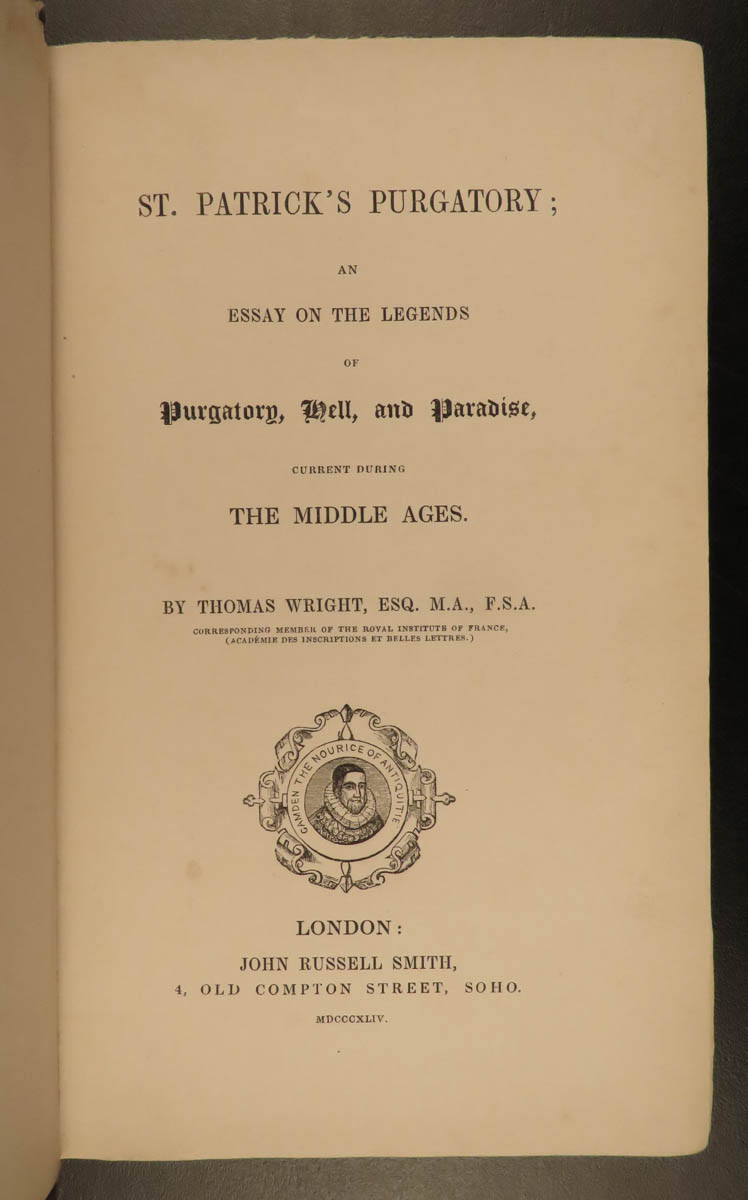 ST. PATRICK'S PURGATORY;
AN
ESSAY ON THE LEGENDS
OF
Purgatory, Hell, and Paradise,
CURRENT DURING
THE MIDDLE AGES.
BY THOMAS WRIGHT, ESQ. M.A., F.S.A.
CORRESPONDING MEMBER OF THE ROYAL INSTITUTE OF FRANCE,
(ACADÉMIE DES INSCRIPTIONS ET BELLES LETTRES.)
CAMDEN THE NOURICE OF ANTIQUITIE
LONDON:
JOHN RUSSELL SMITH,
4, OLD COMPTON STREET, SOHO.
MDCCCXLIV.